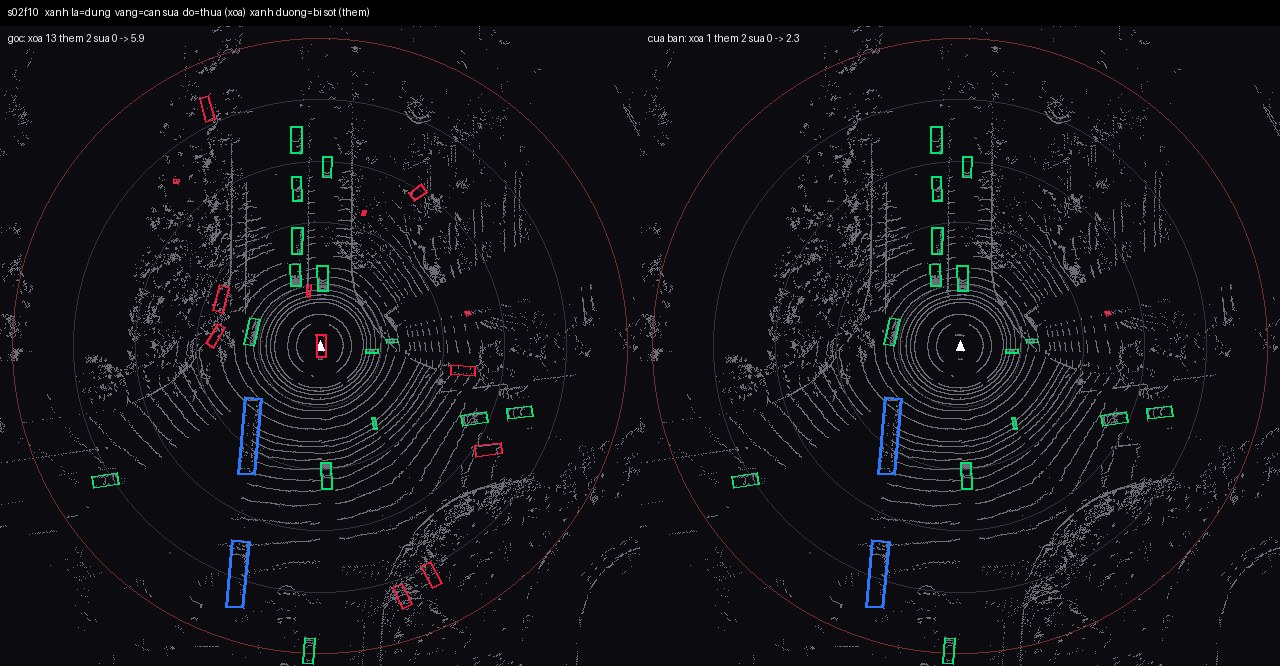 s02f10 xanh la=dung vang=can sua do=thua (xoa) xanh duong=bi sot (them)
goc: xoa 13 them 2 sua 0 -> 5.9
cua ban: xoa 1 them 2 sua 0 -> 2.3